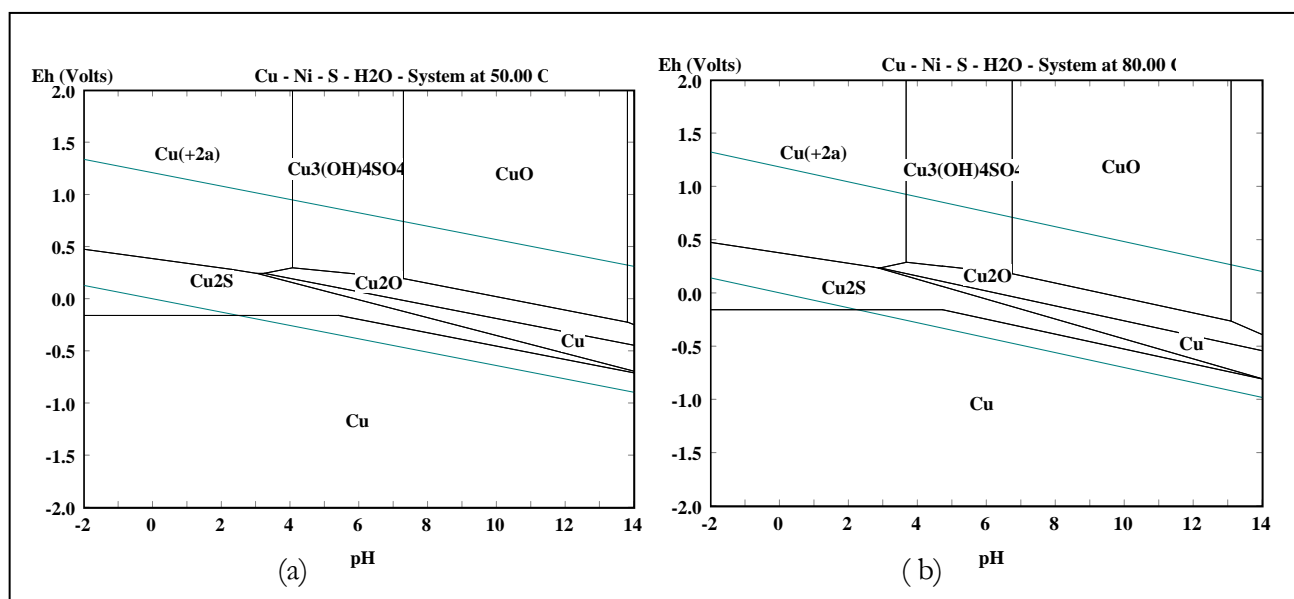 Eh (Volts) Cu - Ni - S - H2O - System at 50.00 C
2.0
1.5
1.0
0.5
0.0
-0.5
-1.0
-1.5
-2.0
Cu(+2a)
Cu3(OH)4SO4
CuO
Cu2S
Cu2O
Cu
Cu
-2 0 2 4 6 8 10 12 14
pH
(a)
Eh (Volts) Cu - Ni - S - H2O - System at 80.00 C
2.0
1.5
1.0
0.5
0.0
-0.5
-1.0
-1.5
-2.0
Cu(+2a)
Cu3(OH)4SO4
CuO
Cu2S
Cu2O
Cu
Cu
-2 0 2 4 6 8 10 12 14
pH
( b)